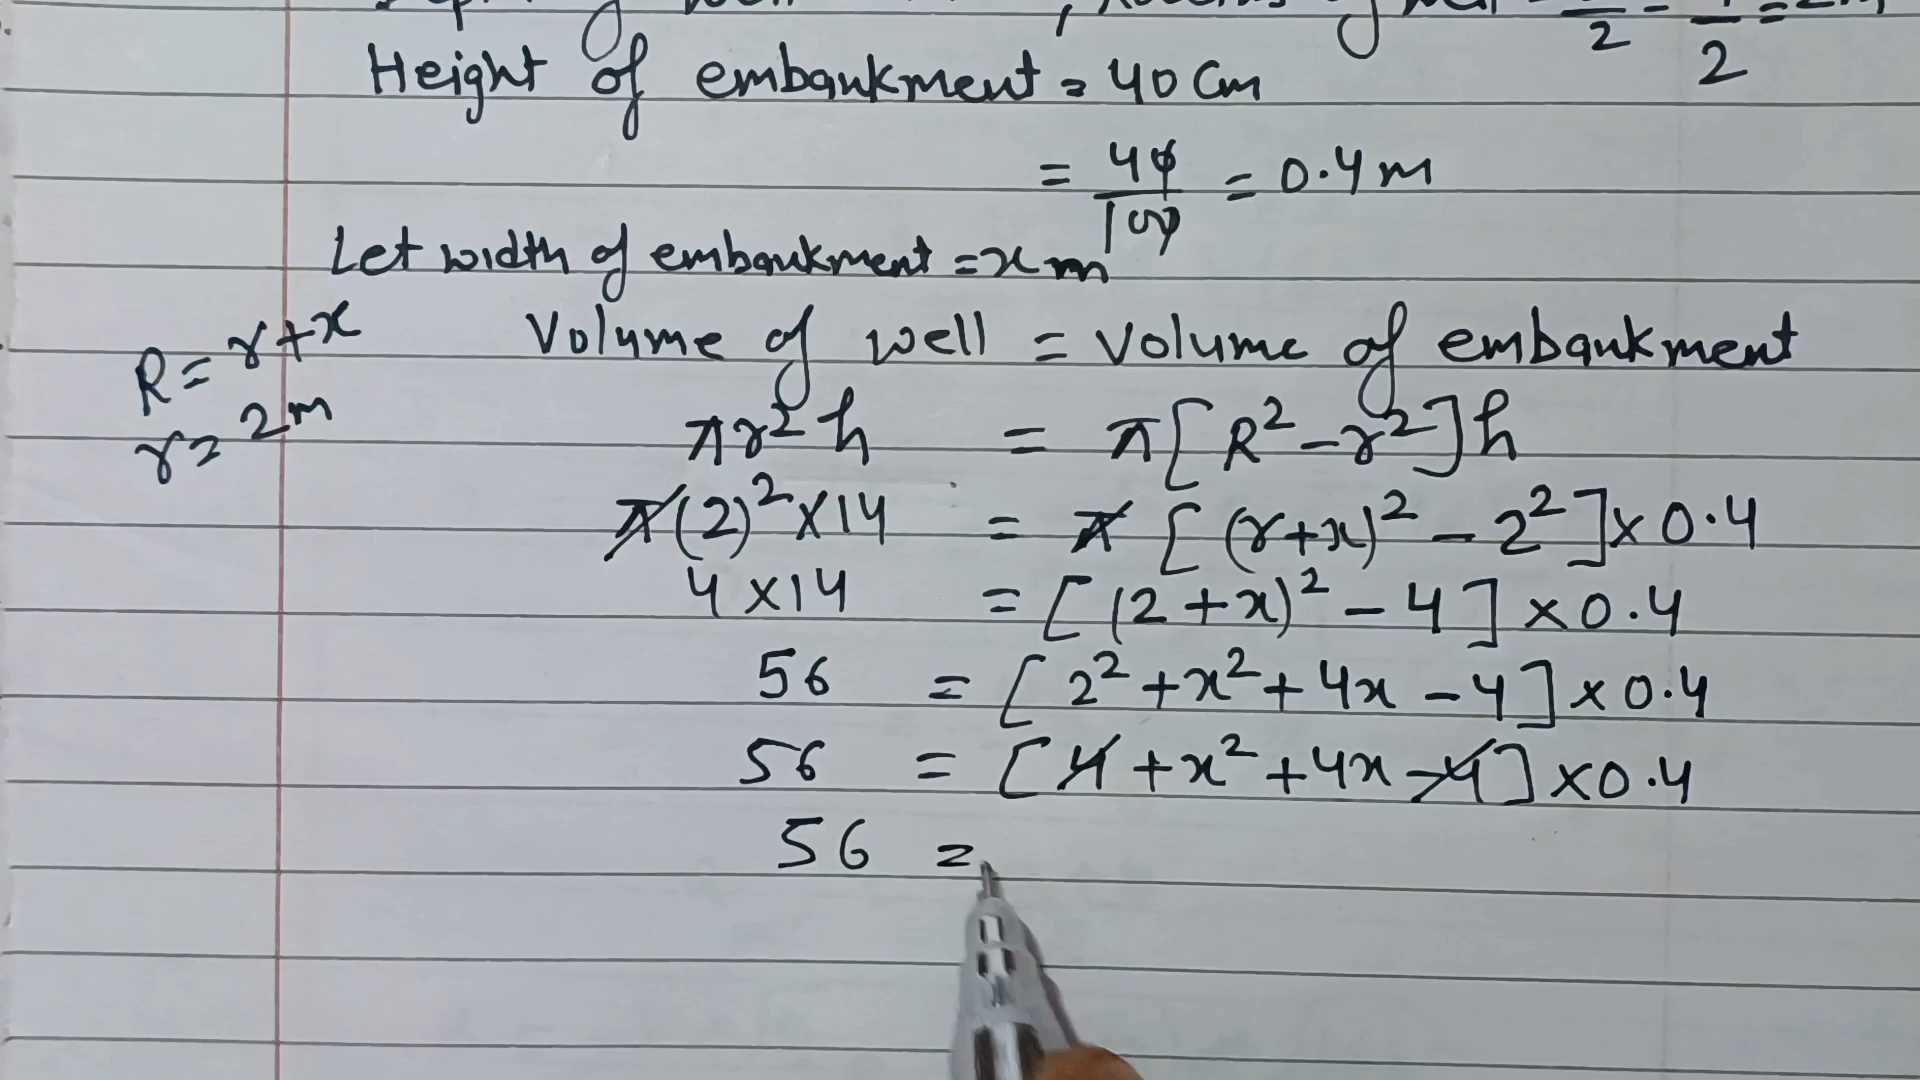 Height of embankment = 40 Cm
= 40/100 = 0.4 m
Let width of embankment = x m
R = r + x
r = 2m
Volume of well = Volume of embankment
πr²h = π[R² - r²]h
π(2)² × 14 = π[(r+x)² - 2²] × 0.4
4 × 14 = [(2 + x)² - 4] × 0.4
56 = [2² + x² + 4x - 4] × 0.4
56 = [4 + x² + 4x - 4] × 0.4
56 =